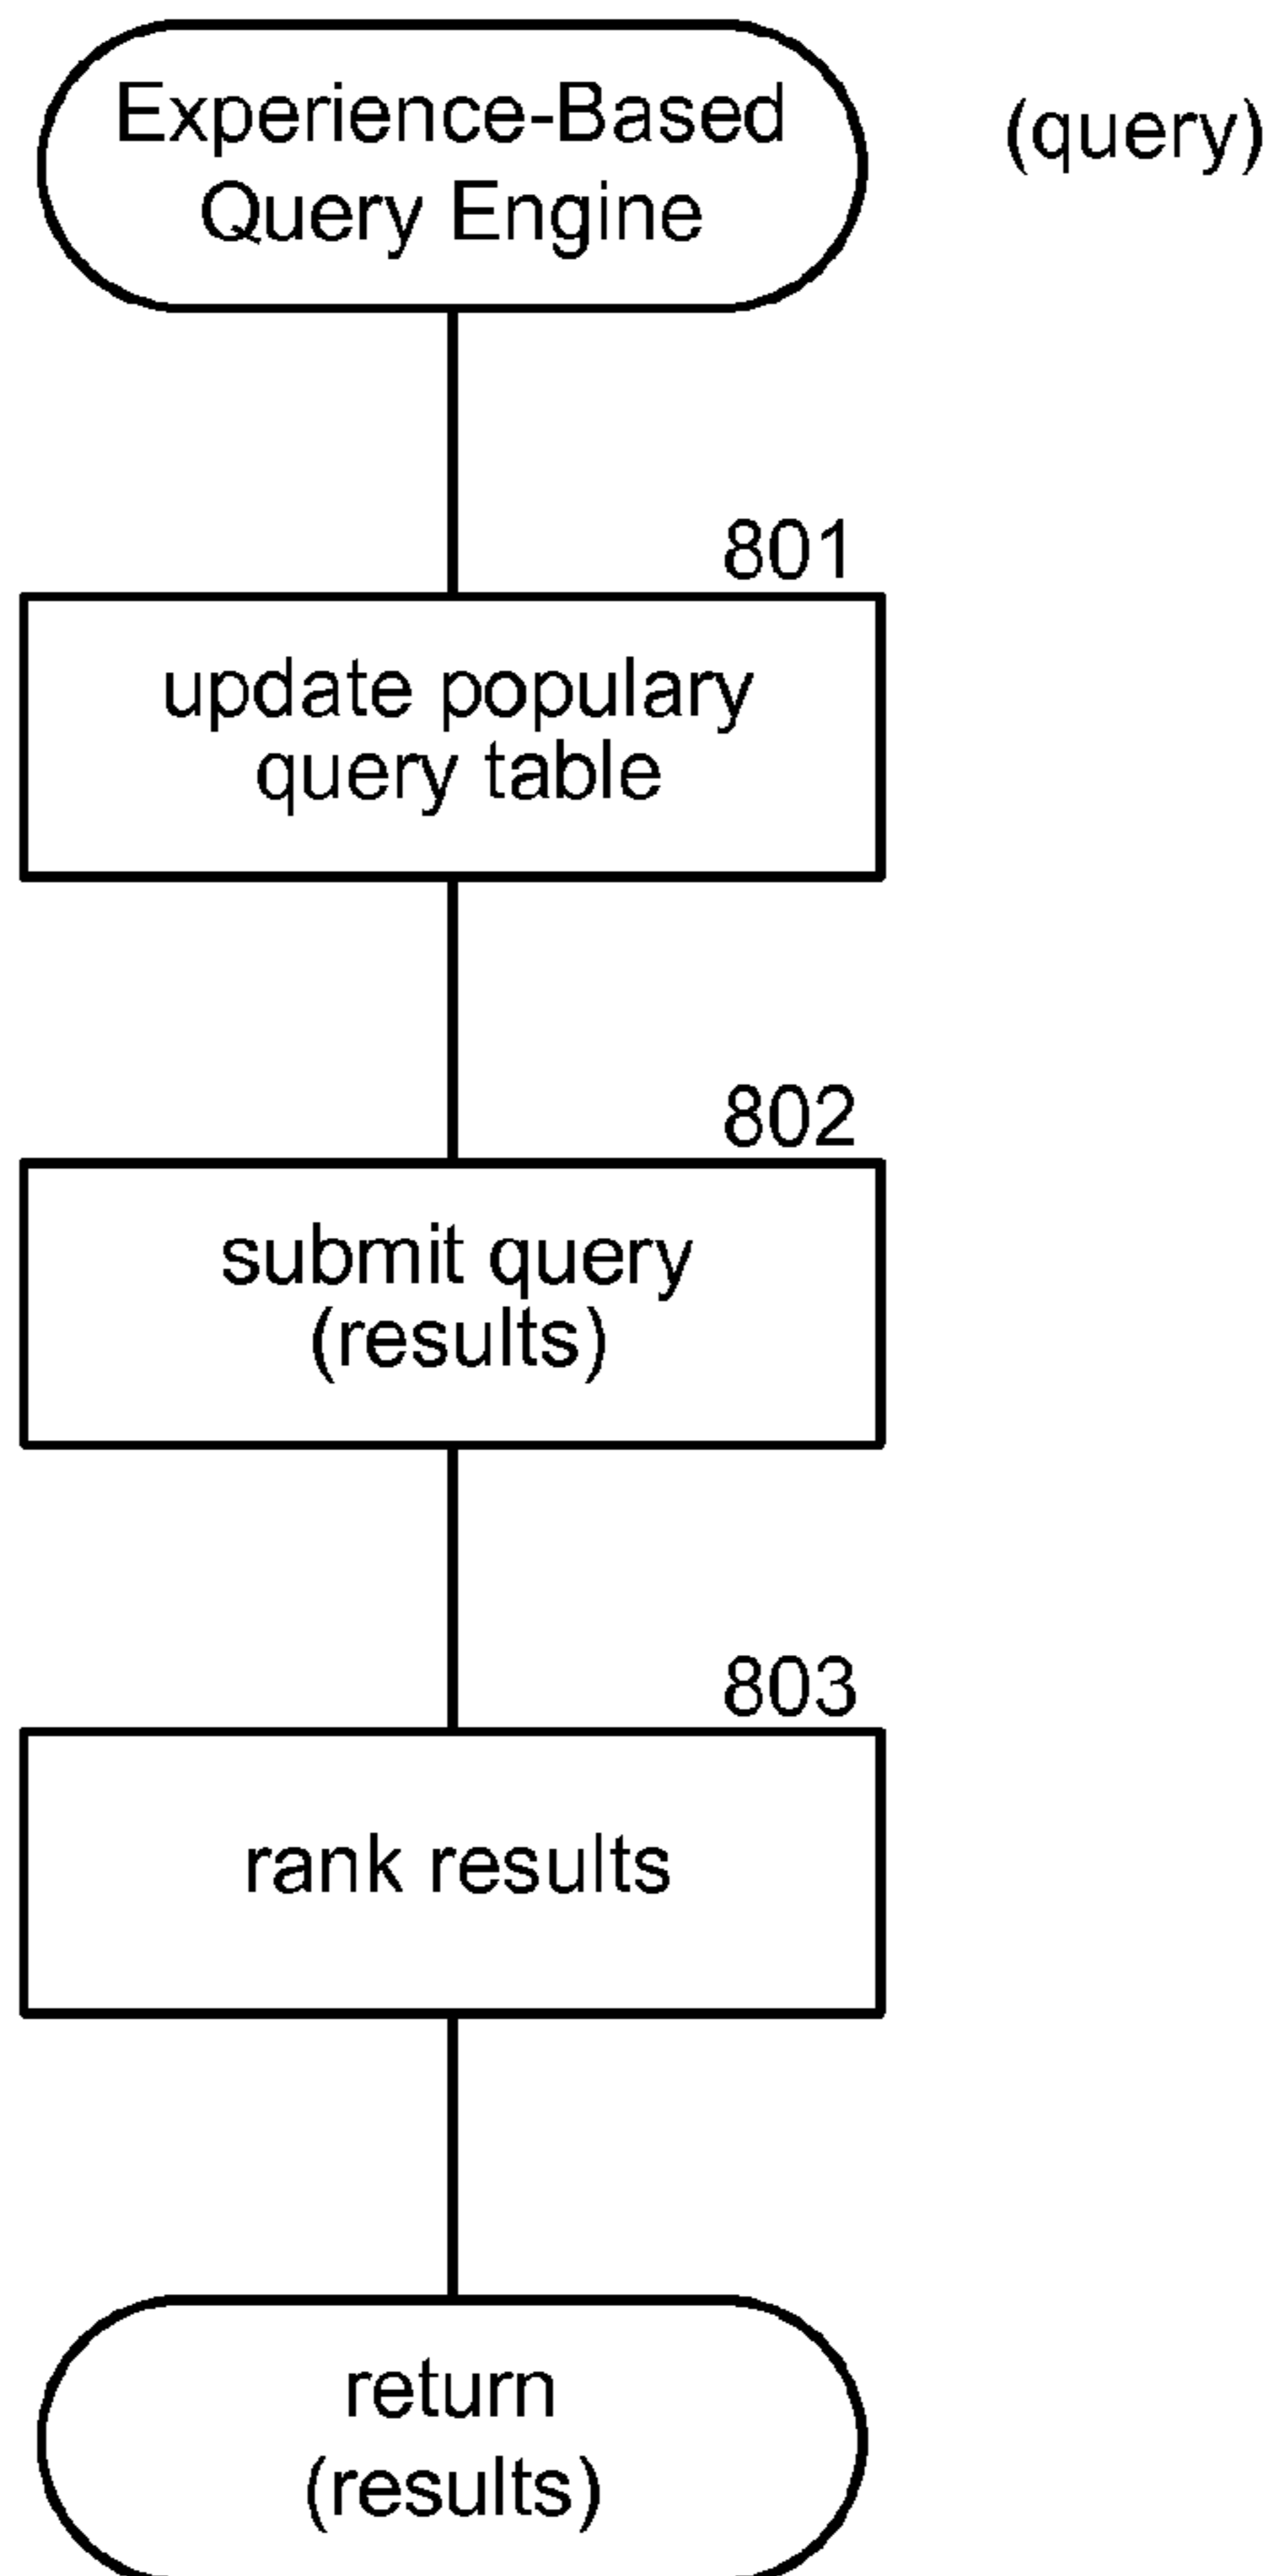 Experience-Based
Query Engine
(query)
801
update populary
query table
802
submit query
(results)
803
rank results
return
(results)